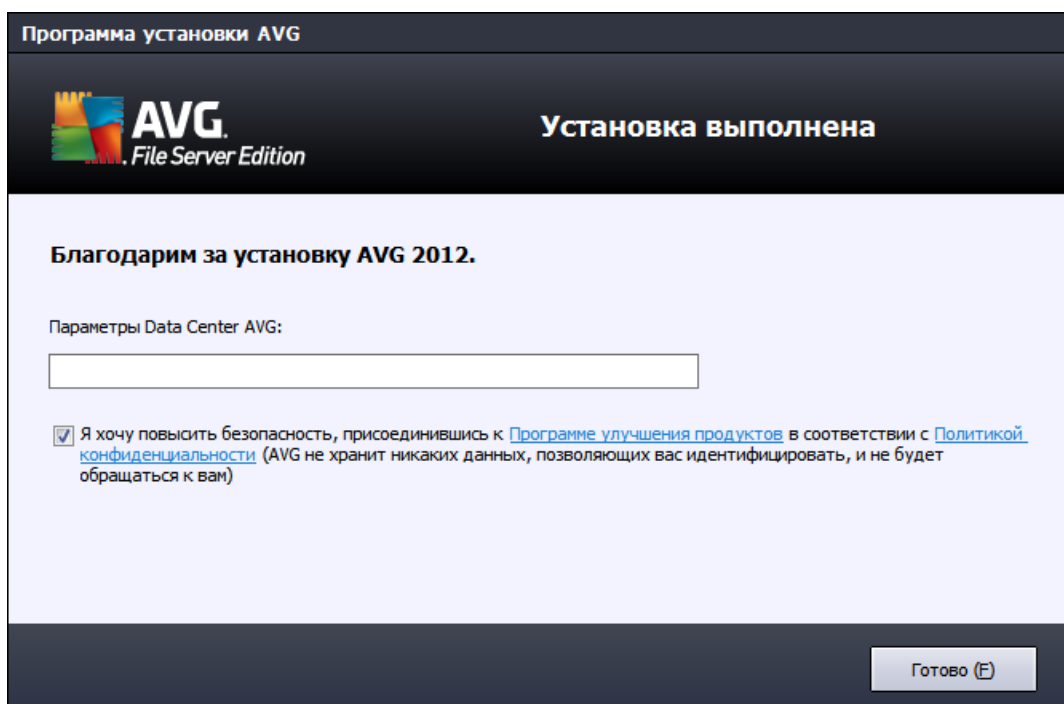 Программа установки AVG
AVG.
File Server Edition
Установка выполнена
Благодарим за установку AVG 2012.
Параметры Data Center AVG:
Я хочу повысить безопасность, присоединившись к Программе улучшения продуктов в соответствии с Политикой
конфиденциальности (AVG не хранит никаких данных, позволяющих вас идентифицировать, и не будет
обращаться к вам)
Готово (F)